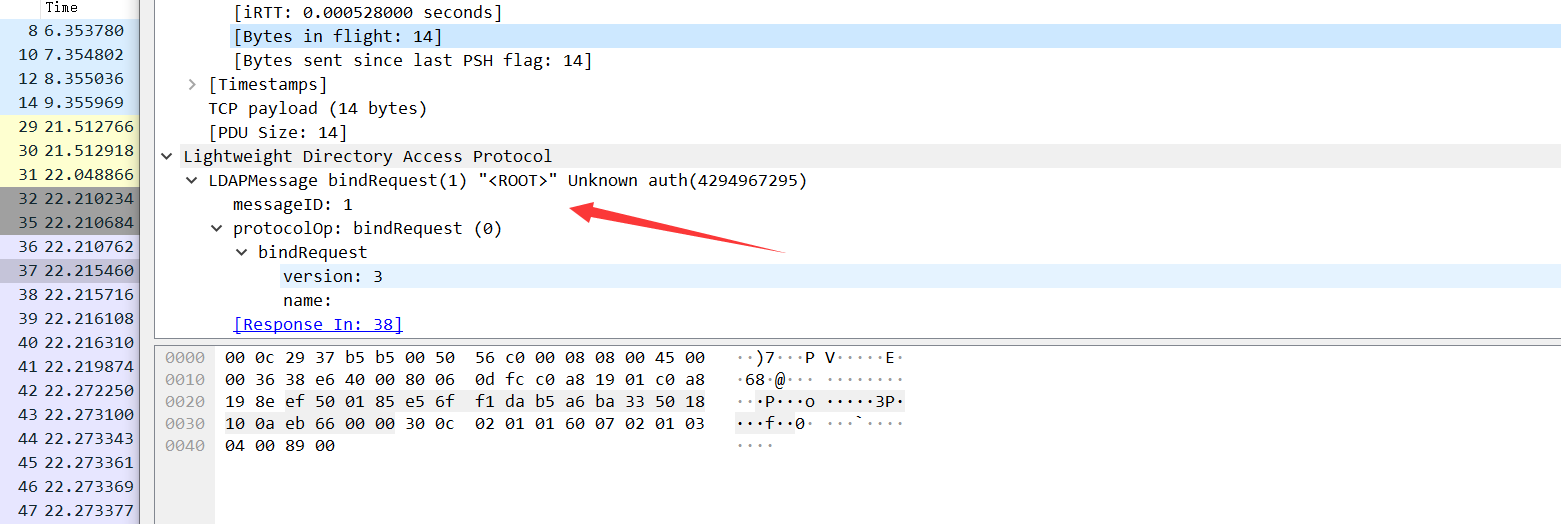 Time
8 6.353780
10 7.354802
12 8.355036
14 9.355969
29 21.512766
30 21.512918
31 22.048866
32 22.210234
35 22.210684
36 22.210762
37 22.215460
38 22.215716
39 22.216108
40 22.216310
41 22.219874
42 22.272250
43 22.273100
44 22.273343
45 22.273361
46 22.273369
47 22.273377
[iRTT: 0.000528000 seconds]
[Bytes in flight: 14]
[Bytes sent since last PSH flag: 14]
[Timestamps]
TCP payload (14 bytes)
[PDU Size: 14]
Lightweight Directory Access Protocol
LDAPMessage bindRequest(1) "<ROOT>" Unknown auth(4294967295)
messageID: 1
protocolOp: bindRequest (0)
bindRequest
version: 3
name:
[Response In: 38]
0000 00 0c 29 37 b5 b5 00 50 56 c0 00 08 08 00 45 00 ··)7···P V·····E·
0010 00 36 38 e6 40 00 80 06 0d fc c0 a8 19 01 c0 a8 ·68·@··· ········
0020 19 8e ef 50 01 85 e5 6f f1 da b5 a6 ba 33 50 18 ···P···o ·····3P·
0030 10 0a eb 66 00 00 30 0c 02 01 01 60 07 02 01 03 ···f··0· ···`····
0040 04 00 89 00 ····